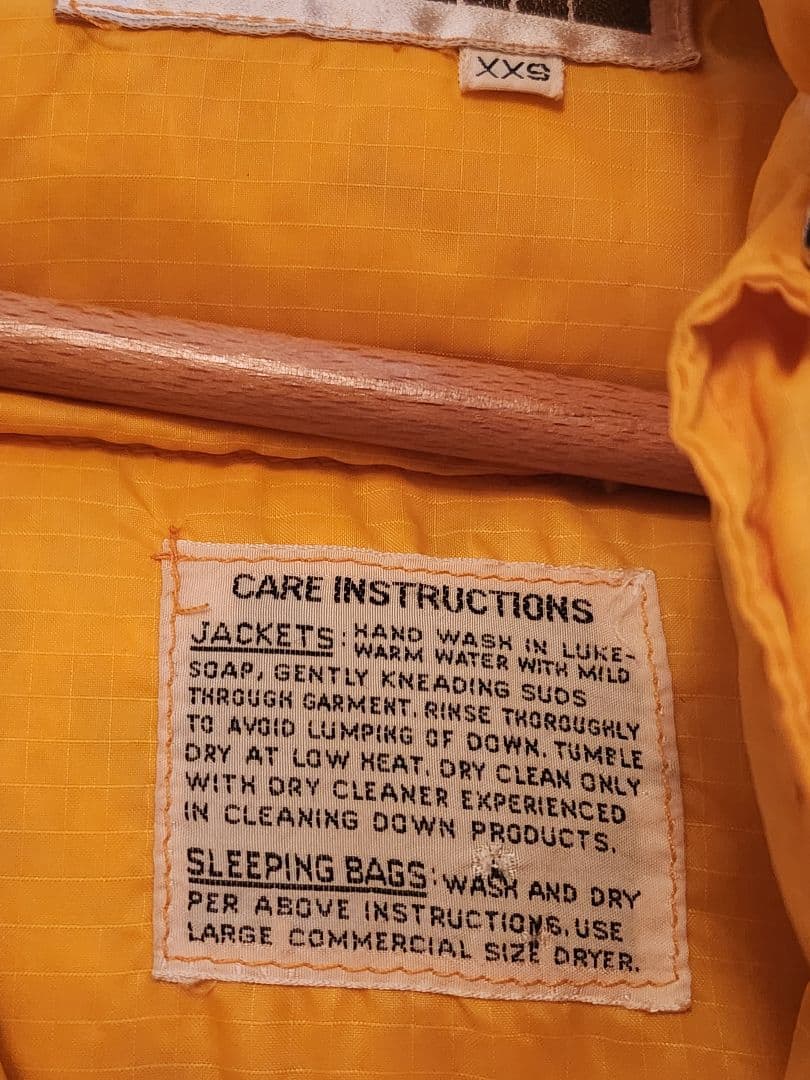 XXS
CARE INSTRUCTIONS
JACKETS: HAND WASH IN LUKE-
WARM WATER WITH MILD
SOAP, GENTLY KNEADING SUDS
THROUGH GARMENT. RINSE THOROUGHLY
TO AVOID LUMPING OF DOWN. TUMBLE
DRY AT LOW HEAT. DRY CLEAN ONLY
WITH DRY CLEANER EXPERIENCED
IN CLEANING DOWN PRODUCTS.
SLEEPING BAGS: WASH AND DRY
PER ABOVE INSTRUCTIONS. USE
LARGE COMMERCIAL SIZE DRYER.